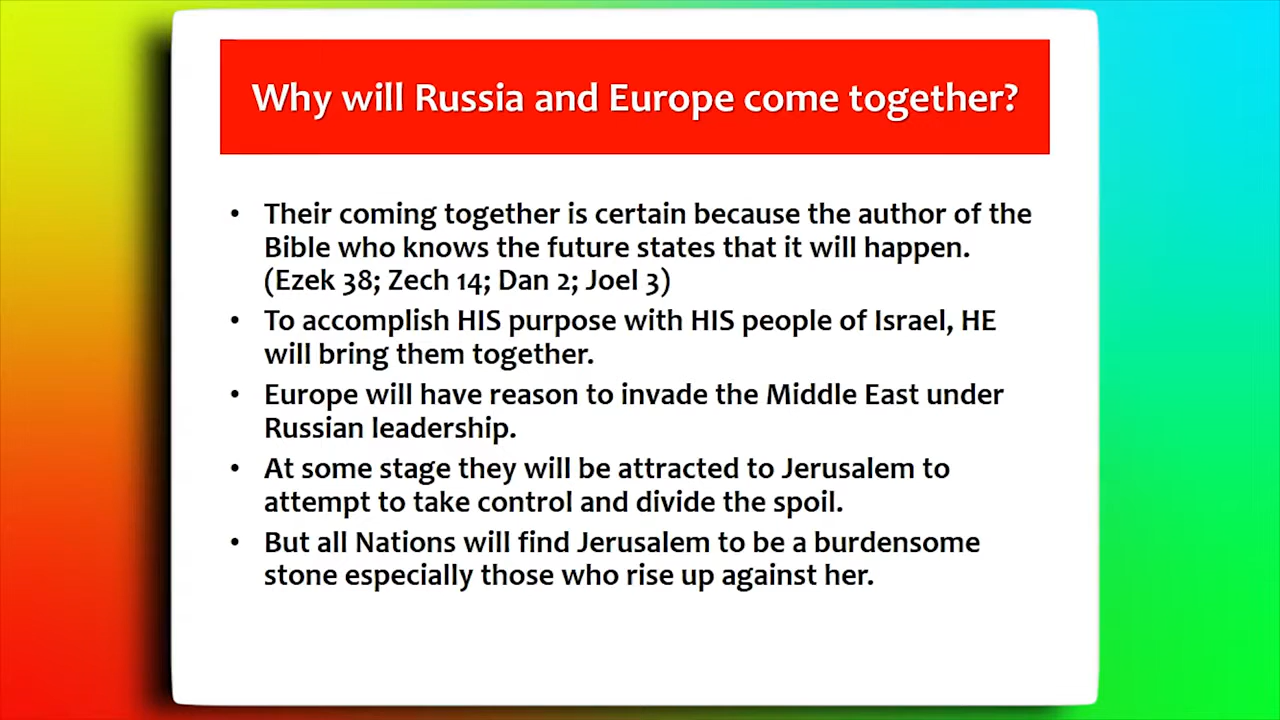 Why will Russia and Europe come together?
• Their coming together is certain because the author of the
Bible who knows the future states that it will happen.
(Ezek 38; Zech 14; Dan 2; Joel 3)
• To accomplish HIS purpose with HIS people of Israel, HE
will bring them together.
• Europe will have reason to invade the Middle East under
Russian leadership.
• At some stage they will be attracted to Jerusalem to
attempt to take control and divide the spoil.
• But all Nations will find Jerusalem to be a burdensome
stone especially those who rise up against her.